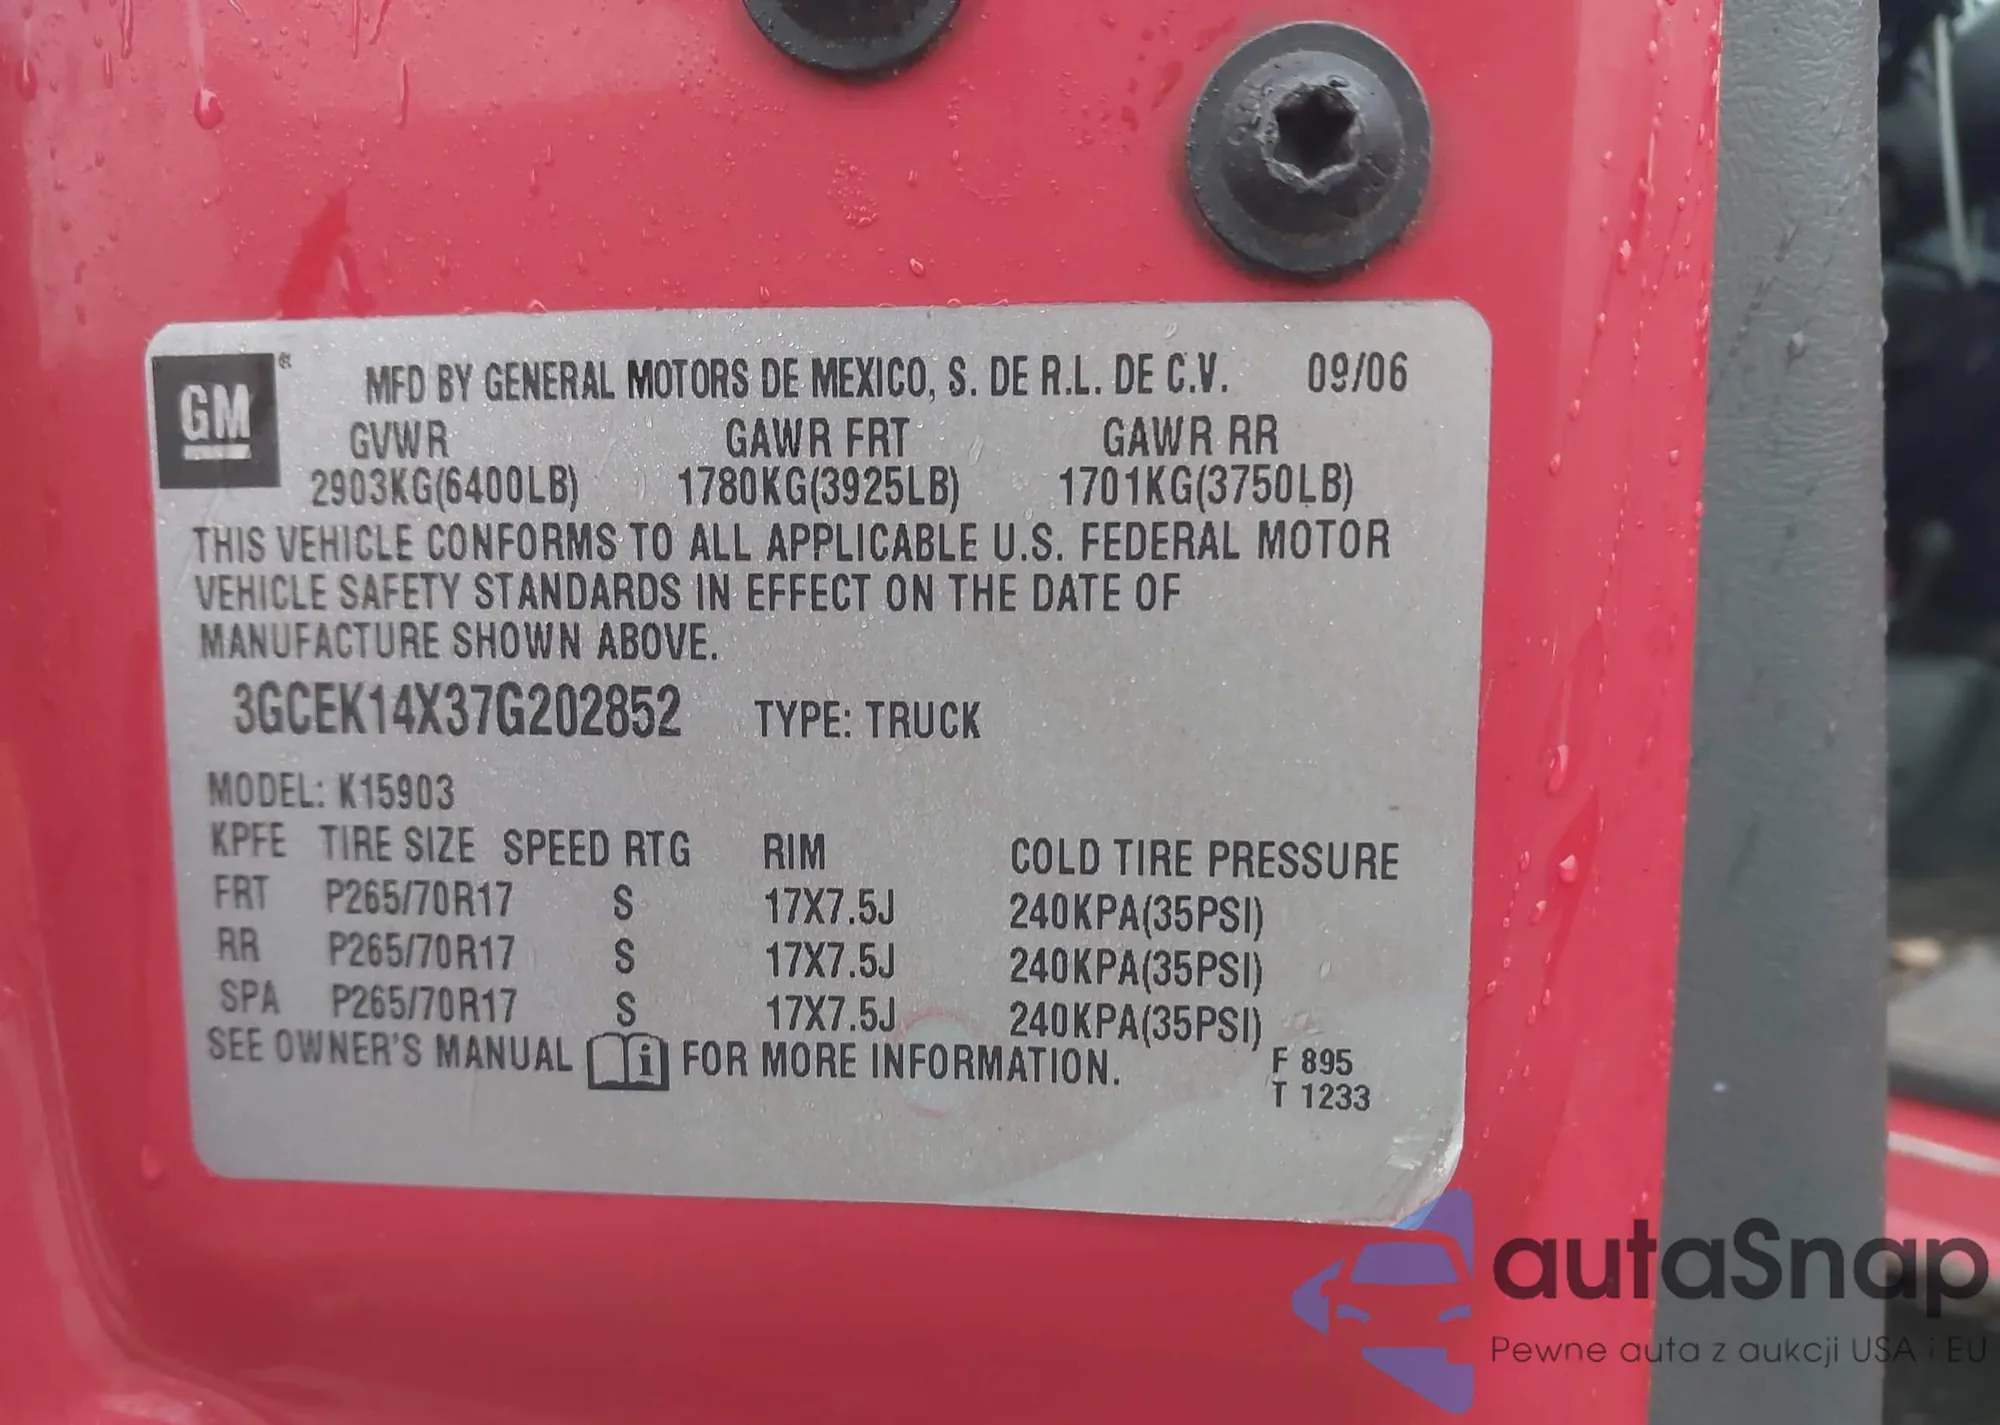 GM ® MFD BY GENERAL MOTORS DE MEXICO, S. DE R.L. DE C.V. 09/06
GVWR GAWR FRT GAWR RR
2903KG(6400LB) 1780KG(3925LB) 1701KG(3750LB)
THIS VEHICLE CONFORMS TO ALL APPLICABLE U.S. FEDERAL MOTOR
VEHICLE SAFETY STANDARDS IN EFFECT ON THE DATE OF
MANUFACTURE SHOWN ABOVE.
3GCEK14X37G202852 TYPE: TRUCK
MODEL: K15903
KPFE TIRE SIZE SPEED RTG RIM COLD TIRE PRESSURE
FRT P265/70R17 S 17X7.5J 240KPA(35PSI)
RR P265/70R17 S 17X7.5J 240KPA(35PSI)
SPA P265/70R17 S 17X7.5J 240KPA(35PSI)
SEE OWNER'S MANUAL i FOR MORE INFORMATION.
F 895
T 1233
autaSnap
Pewne auta z aukcji USA i EU